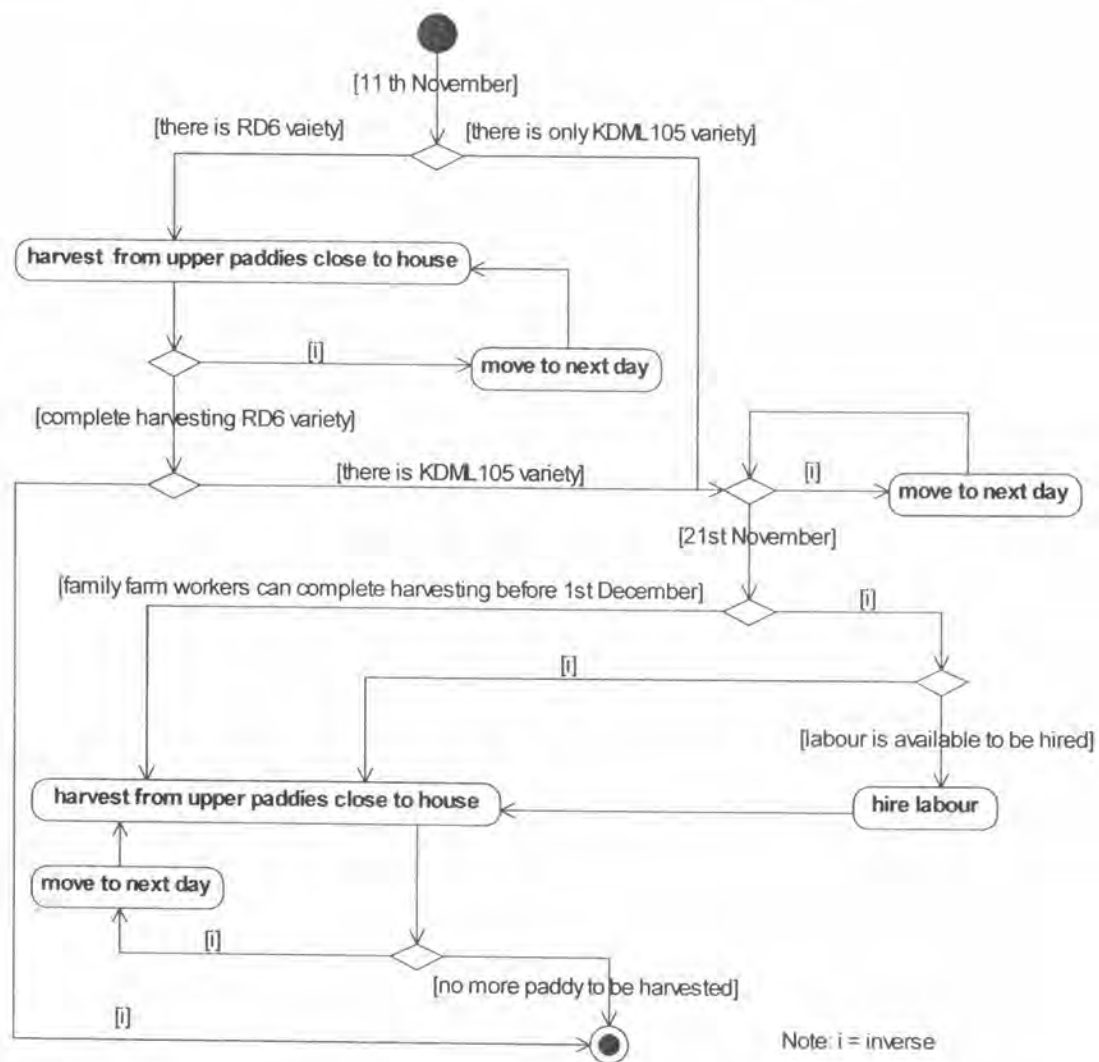 [11 th November]
[there is RD6 vaiety]
[there is only KDML105 variety]
harvest from upper paddies close to house
[i]
move to next day
[complete harvesting RD6 variety]
[there is KDML105 variety]
[i]
move to next day
[21st November]
[family farm workers can complete harvesting before 1st December]
[i]
[i]
[labour is available to be hired]
harvest from upper paddies close to house
hire labour
move to next day
[i]
[no more paddy to be harvested]
[i]
Note: i = inverse